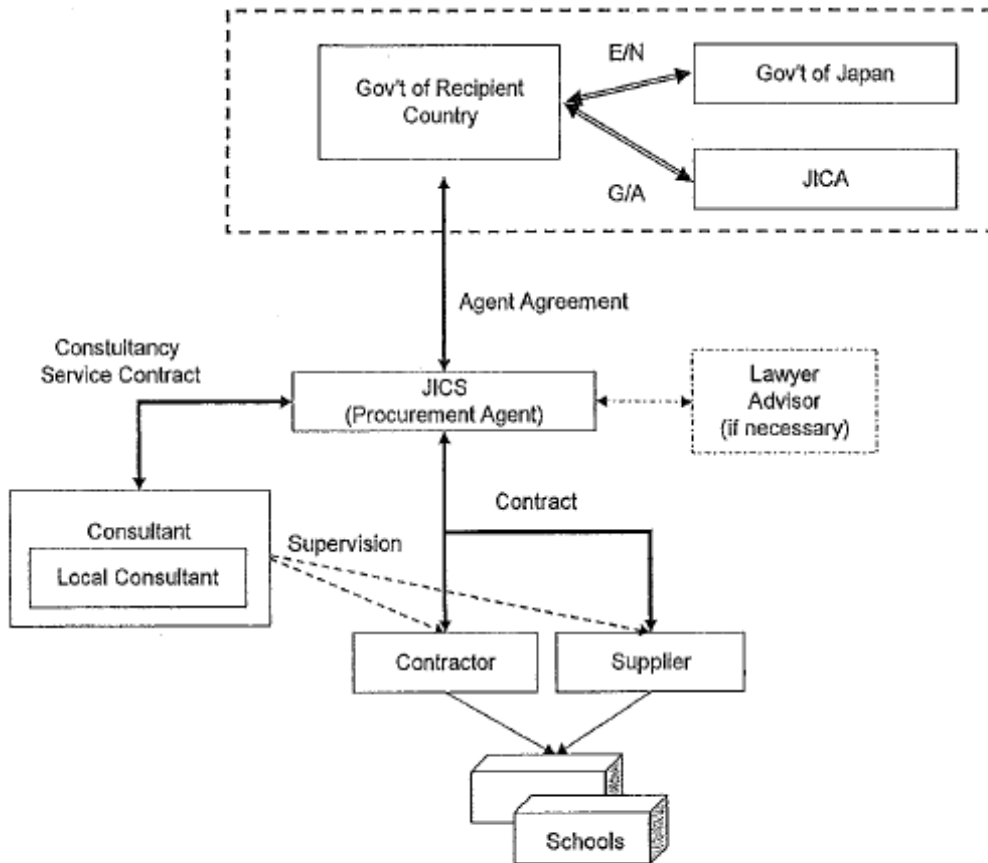 E/N
Gov't of Recipient
Country
Gov't of Japan
JICA
G/A
Agent Agreement
Constultancy
Service Contract
JICS
(Procurement Agent)
Lawyer
Advisor
(if necessary)
Contract
Consultant
Supervision
Local Consultant
Contractor
Supplier
Schools